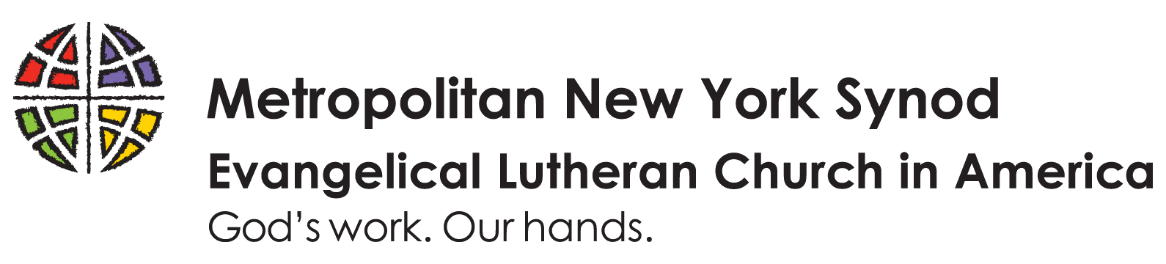 Metropolitan New York Synod
Evangelical Lutheran Church in America
God’s work. Our hands.